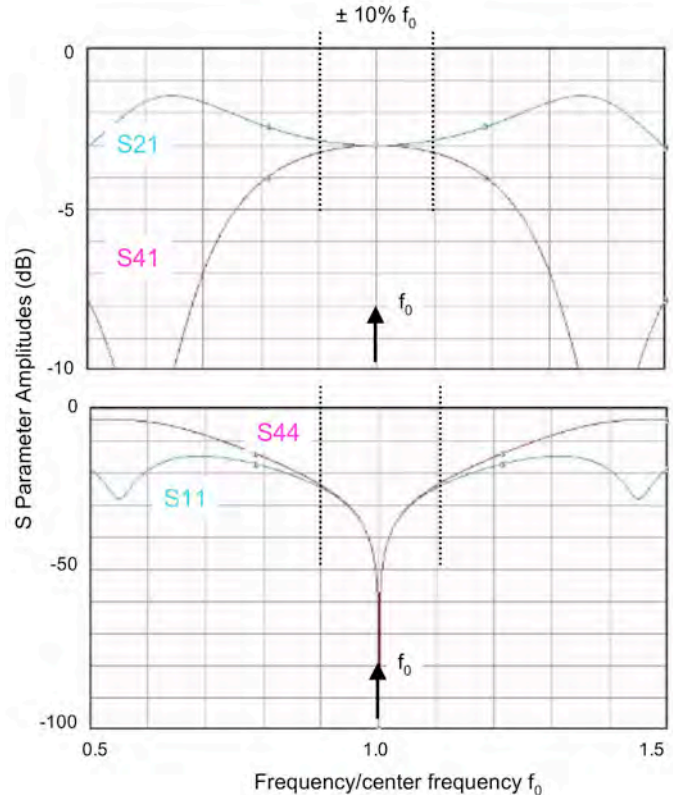 ± 10% f0
0
S21
-5
S41
f0
-10
S Parameter Amplitudes (dB)
0
S44
S11
-50
f0
-100
0.5 1.0 1.5
Frequency/center frequency f0